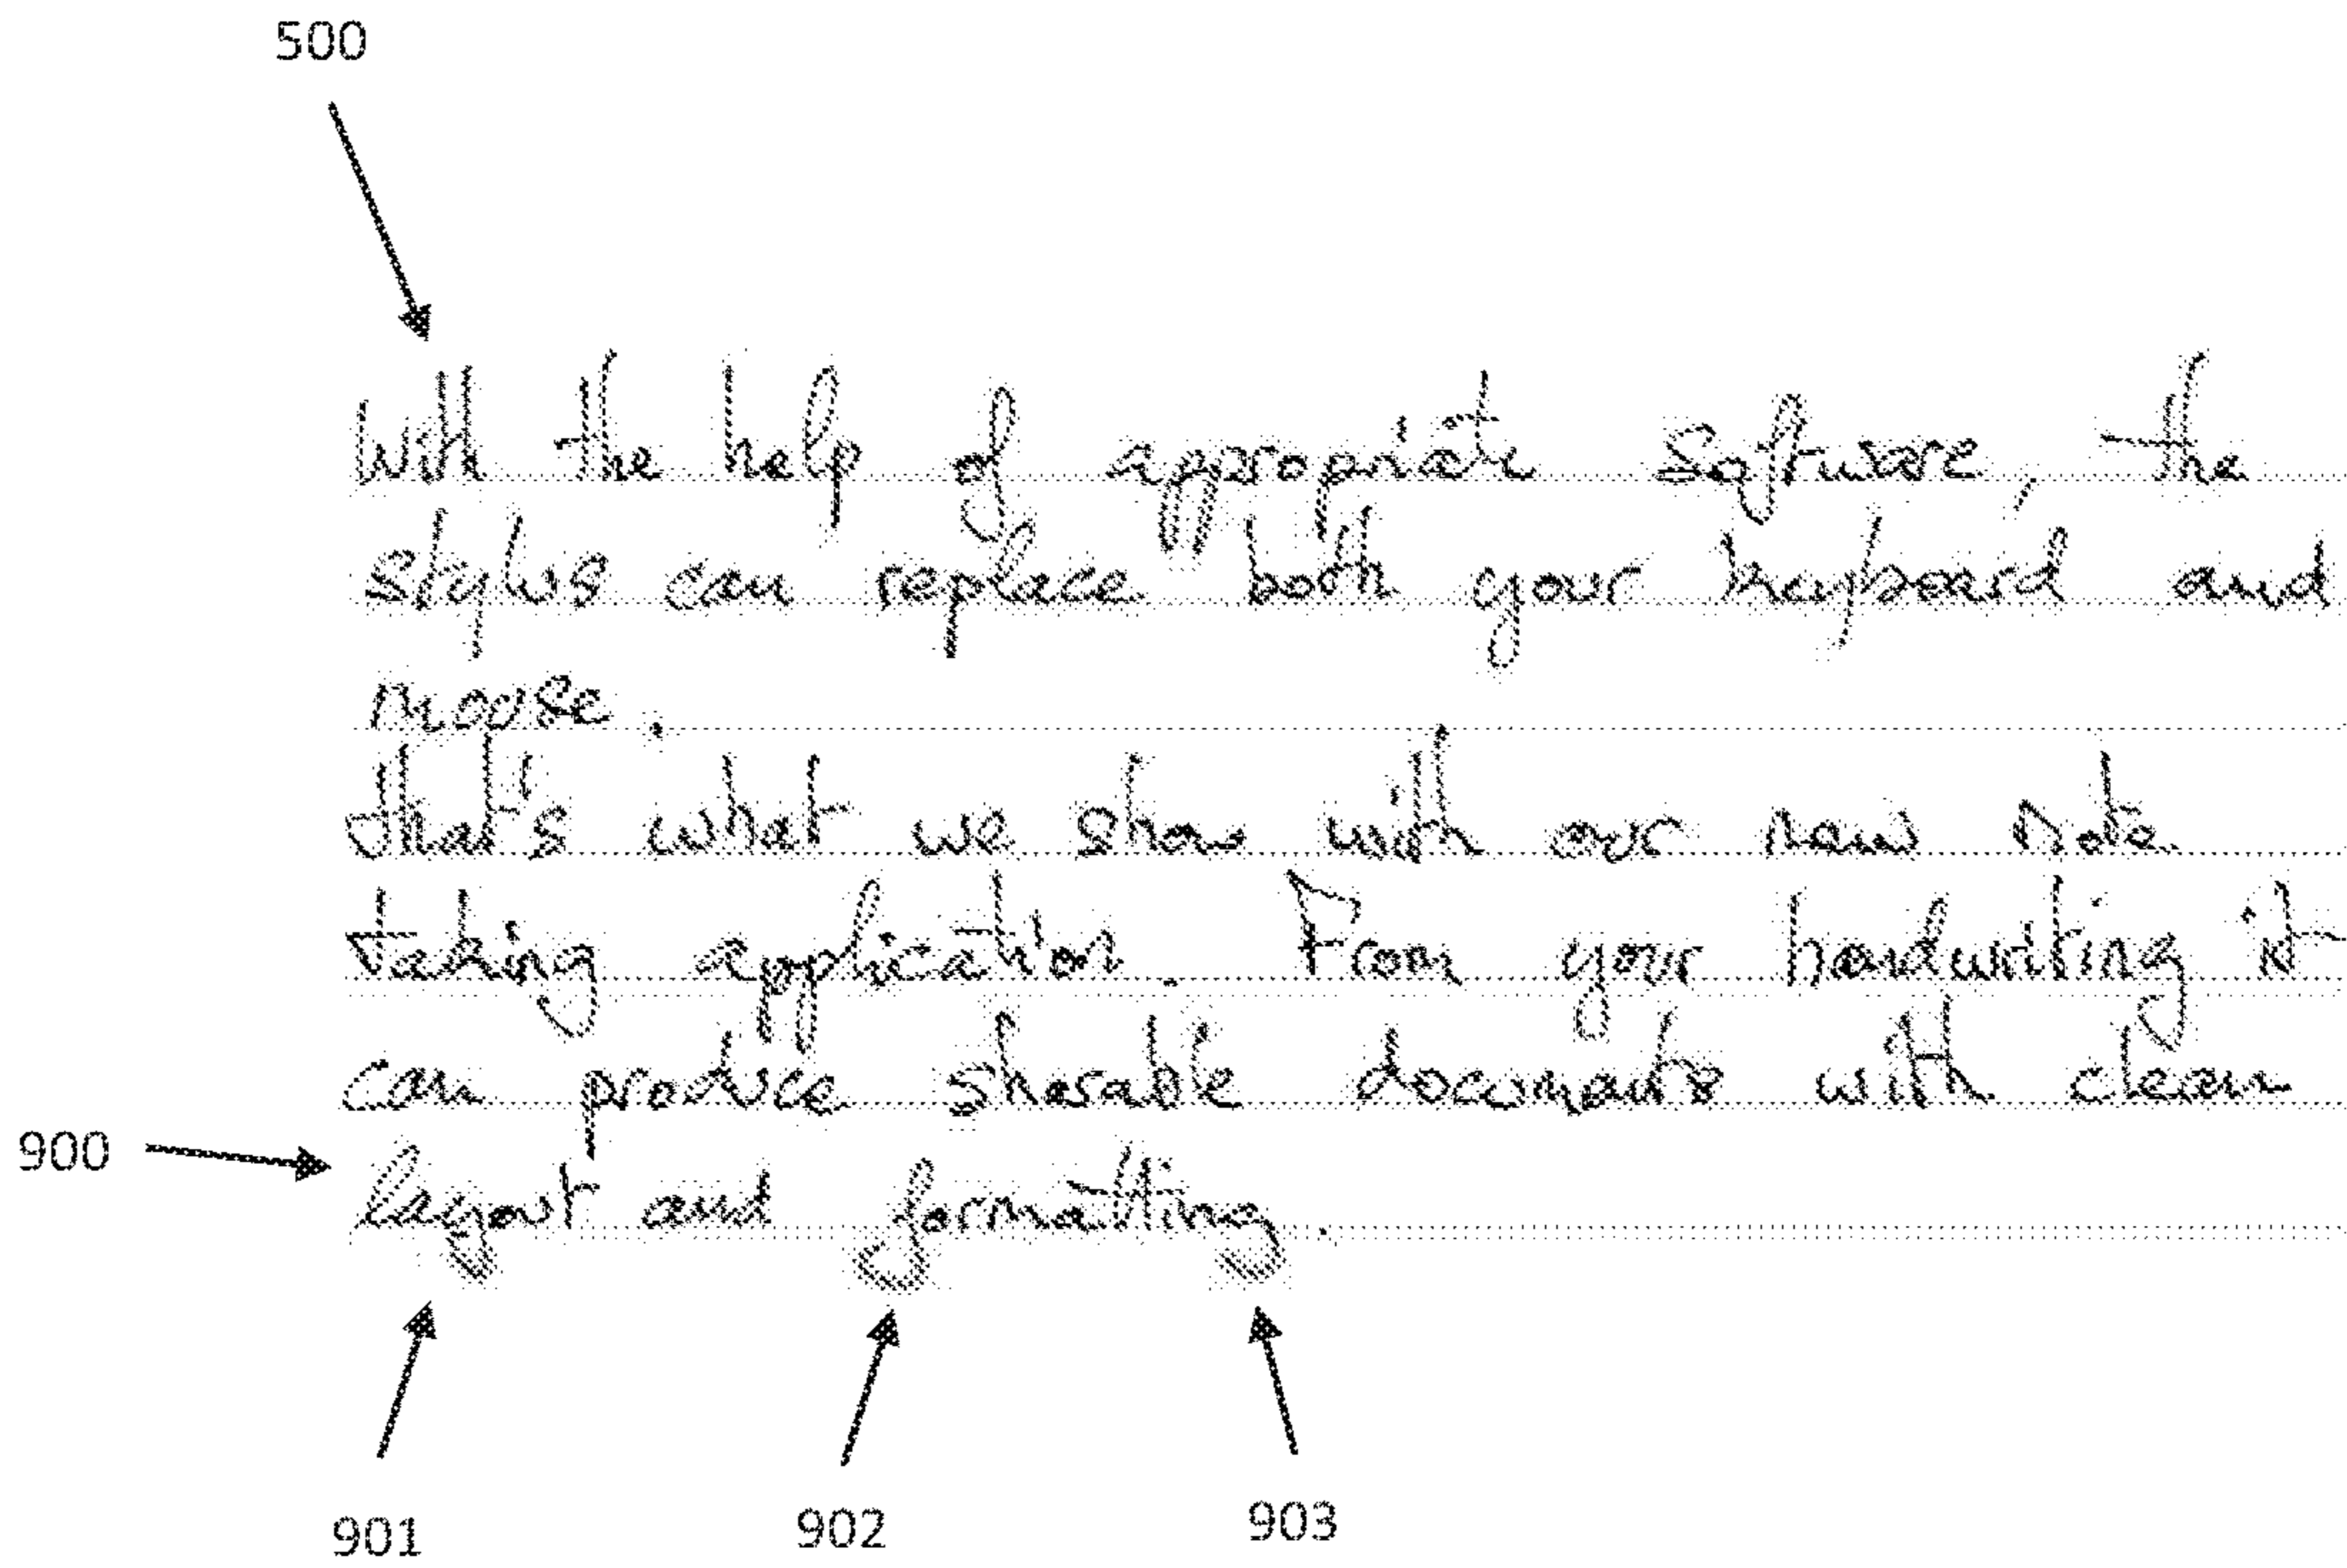 500
With the help of appropriate software, the
stylus can replace both your keyboard and
mouse.
that's what we show with our new note
taking application. From your handwriting it
can produce sharable documents with clean
900
layout and formatting.
901 902 903